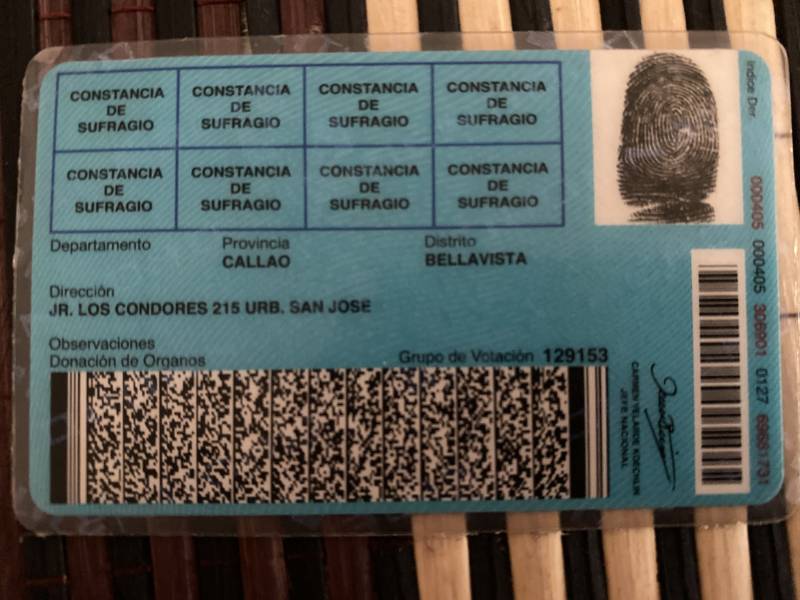 CONSTANCIA DE SUFRAGIO
CONSTANCIA DE SUFRAGIO
CONSTANCIA DE SUFRAGIO
CONSTANCIA DE SUFRAGIO
CONSTANCIA DE SUFRAGIO
CONSTANCIA DE SUFRAGIO
CONSTANCIA DE SUFRAGIO
CONSTANCIA DE SUFRAGIO
Indice Der.
Departamento Provincia Distrito
CALLAO BELLAVISTA
Dirección
JR. LOS CONDORES 215 URB. SAN JOSE
Observaciones
Donación de Organos Grupo de Votación 129153
CARMEN VELARDE KOECHLIN
JEFE NACIONAL
000405 000405 306901 0127